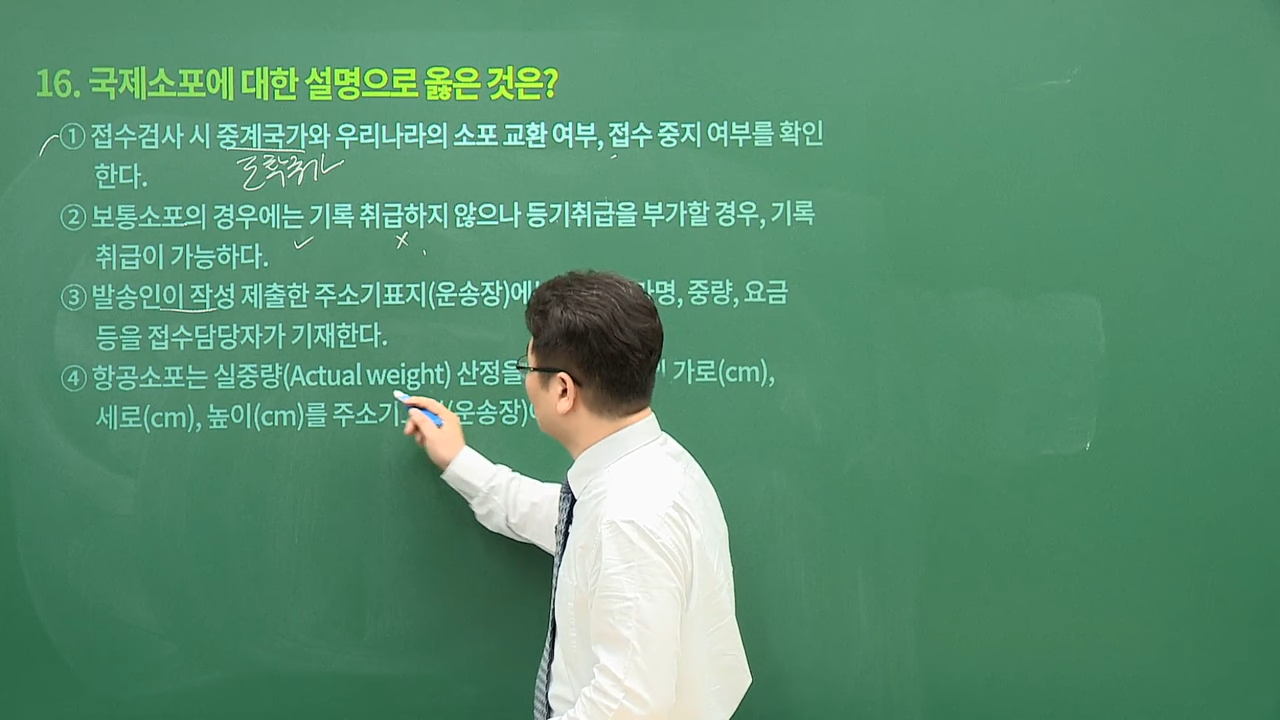 16. 국제소포에 대한 설명으로 옳은 것은?
① 접수검사 시 중계국가와 우리나라의 소포 교환 여부, 접수 중지 여부를 확인
한다.
도착국가
② 보통소포의 경우에는 기록 취급하지 않으나 등기취급을 부가할 경우, 기록
취급이 가능하다.
③ 발송인이 작성 제출한 주소기표지(운송장)에 중량, 요금
등을 접수담당자가 기재한다.
④ 항공소포는 실중량(Actual weight) 산정을 가로(cm),
세로(cm), 높이(cm)를 (운송장)